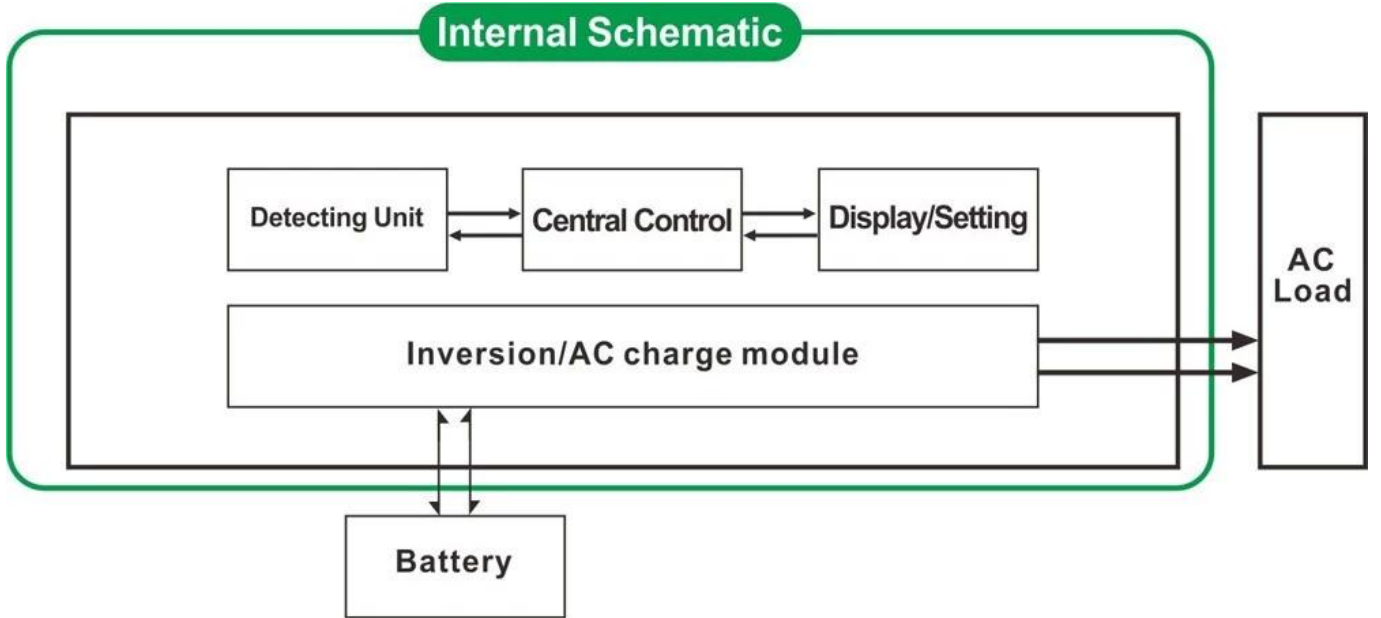 Internal Schematic
Detecting Unit
Central Control
Display/Setting
AC
Load
Inversion/AC charge module
Battery